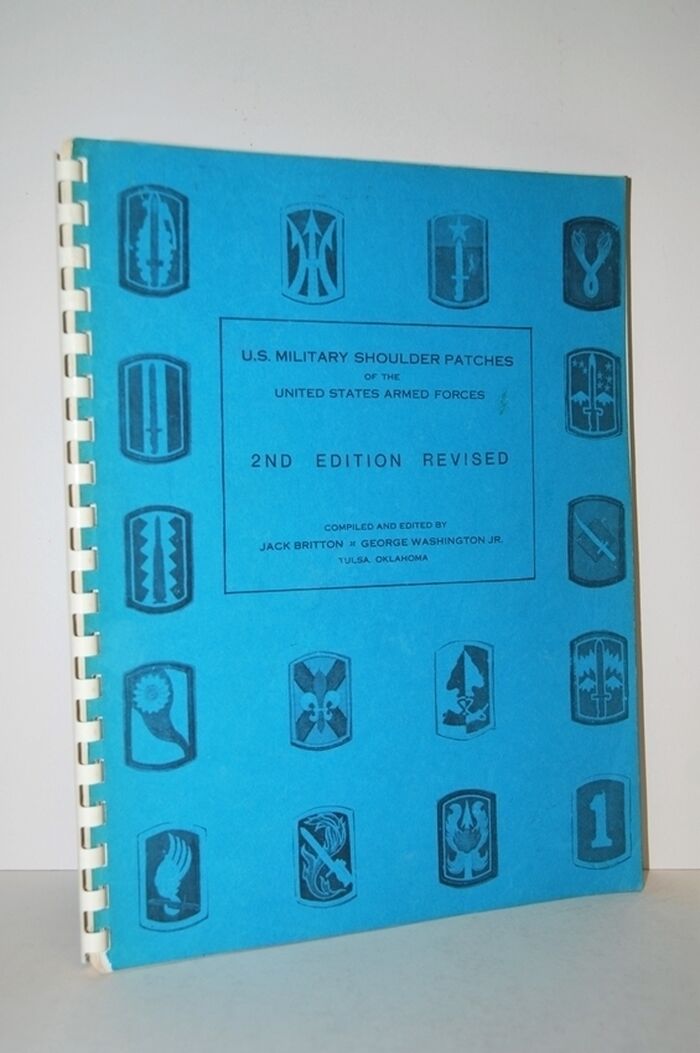 U.S. MILITARY SHOULDER PATCHES
OF THE
UNITED STATES ARMED FORCES
2ND EDITION REVISED
COMPILED AND EDITED BY
JACK BRITTON × GEORGE WASHINGTON JR.
TULSA, OKLAHOMA
1